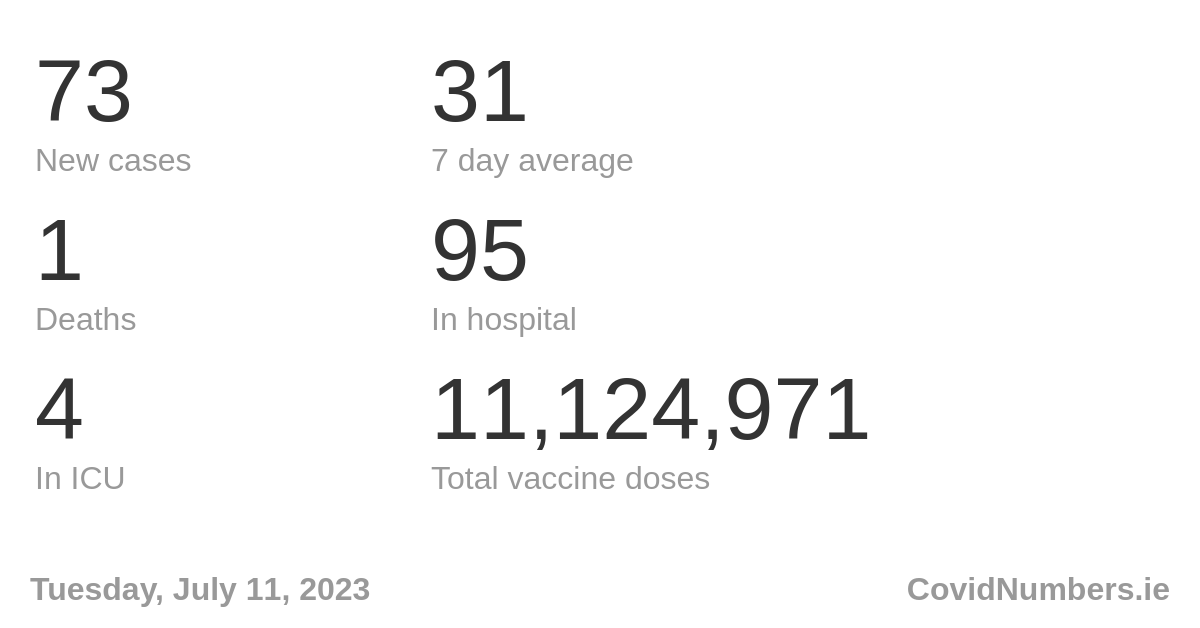 73
31
New cases
7 day average
1
95
Deaths
In hospital
4
11,124,971
In ICU
Total vaccine doses
Tuesday, July 11, 2023
CovidNumbers.ie